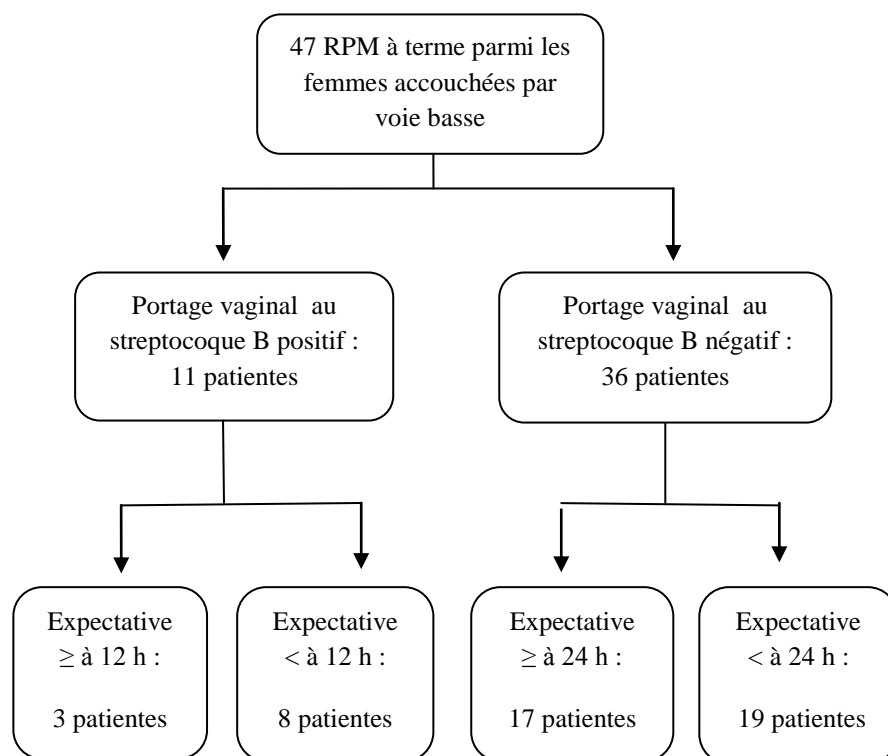 47 RPM à terme parmi les
femmes accouchées par
voie basse
Portage vaginal au
streptocoque B positif :
11 patientes
Portage vaginal au
streptocoque B négatif :
36 patientes
Expectative
≥ à 12 h :
3 patientes
Expectative
< à 12 h :
8 patientes
Expectative
≥ à 24 h :
17 patientes
Expectative
< à 24 h :
19 patientes